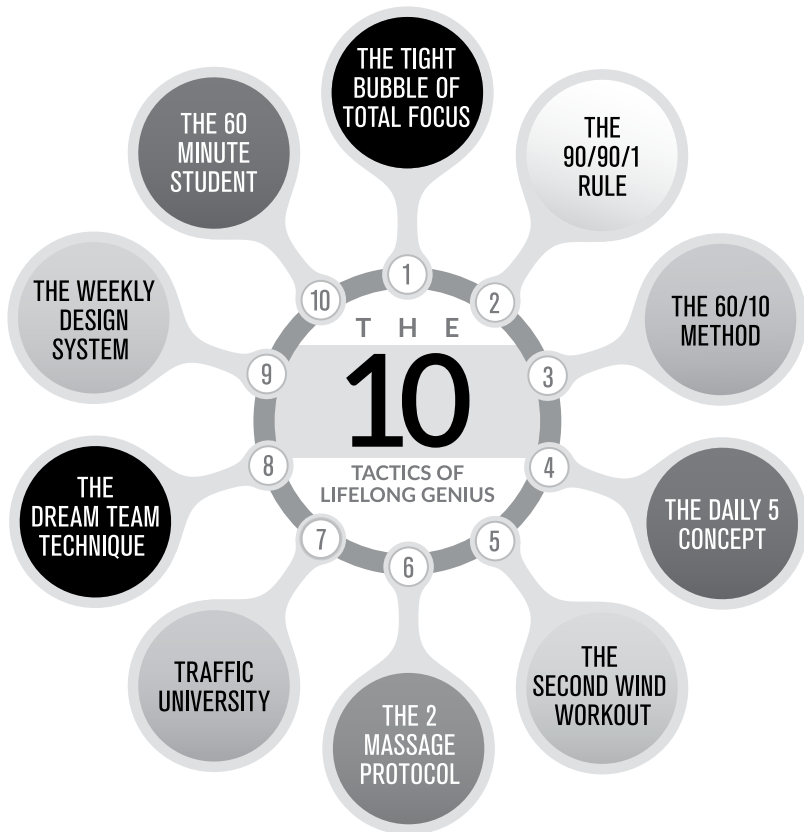 THE
10
TACTICS OF
LIFELONG GENIUS
1
THE TIGHT
BUBBLE OF
TOTAL FOCUS
2
THE
90/90/1
RULE
3
THE 60/10
METHOD
4
THE DAILY 5
CONCEPT
5
THE
SECOND WIND
WORKOUT
6
THE 2
MASSAGE
PROTOCOL
7
TRAFFIC
UNIVERSITY
8
THE
DREAM TEAM
TECHNIQUE
9
THE WEEKLY
DESIGN
SYSTEM
10
THE 60
MINUTE
STUDENT